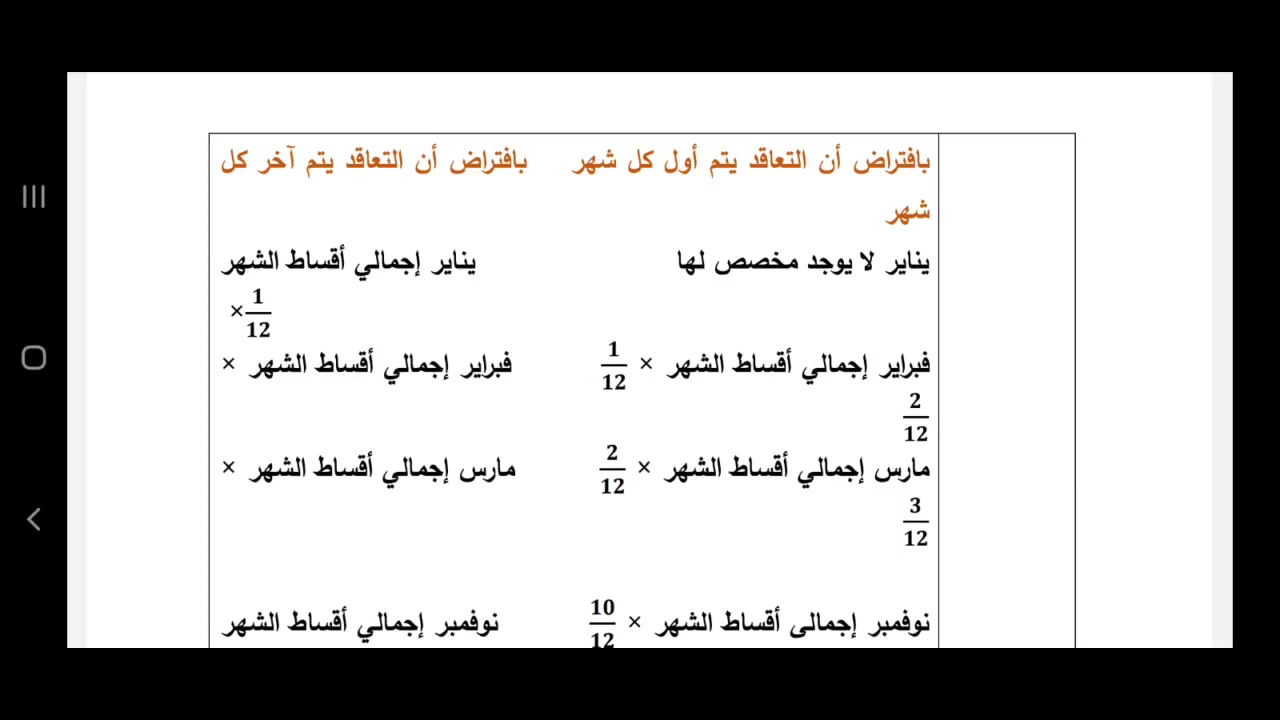 بافتراض أن التعاقد يتم أول كل شهر بافتراض أن التعاقد يتم آخر كل
شهر
يناير لا يوجد مخصص لها يناير إجمالي أقساط الشهر
× 1/12
فبراير إجمالي أقساط الشهر × 1/12 فبراير إجمالي أقساط الشهر ×
2/12
مارس إجمالي أقساط الشهر × 2/12 مارس إجمالي أقساط الشهر ×
3/12
نوفمبر إجمالى أقساط الشهر × 10/12 نوفمبر إجمالي أقساط الشهر